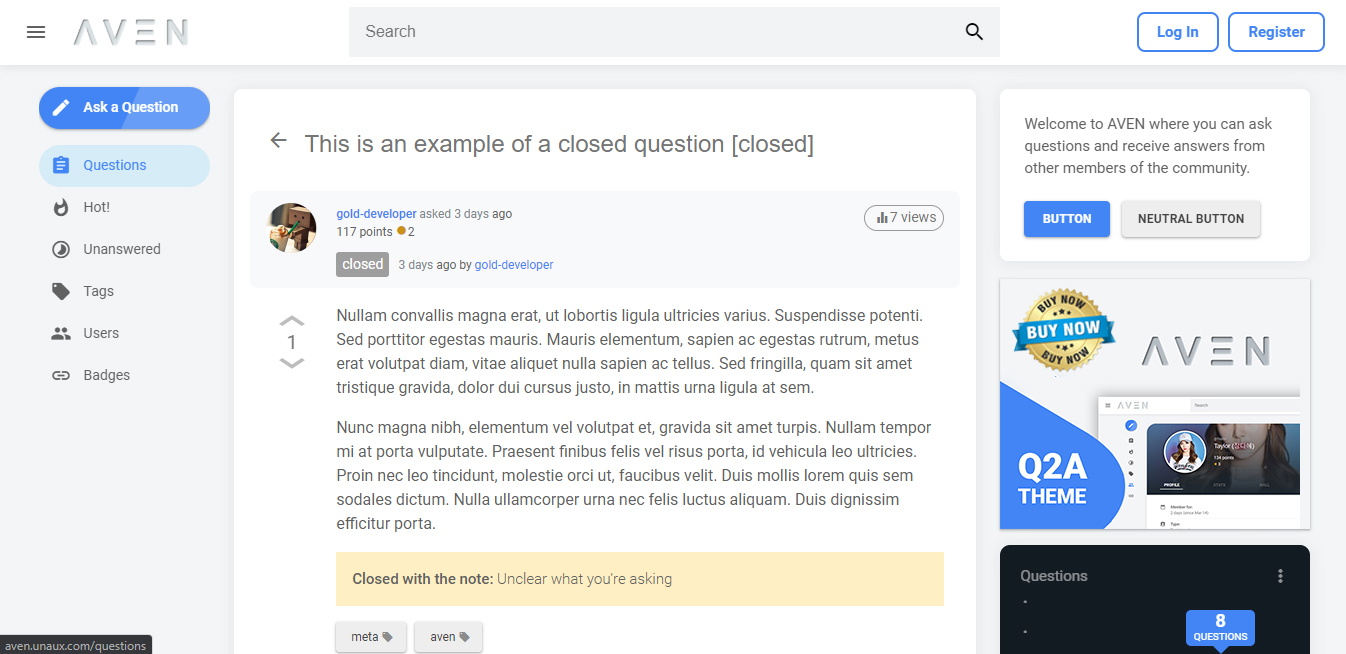 AVEN
Search
Log In
Register
Ask a Question
Questions
Hot!
Unanswered
Tags
Users
Badges
This is an example of a closed question [closed]
gold-developer asked 3 days ago
117 points 2
7 views
closed 3 days ago by gold-developer
1
Nullam convallis magna erat, ut lobortis ligula ultricies varius. Suspendisse potenti.
Sed porttitor egestas mauris. Mauris elementum, sapien ac egestas rutrum, metus
erat volutpat diam, vitae aliquet nulla sapien ac tellus. Sed fringilla, quam sit amet
tristique gravida, dolor dui cursus justo, in mattis urna ligula at sem.
Nunc magna nibh, elementum vel volutpat et, gravida sit amet turpis. Nullam tempor
mi at porta vulputate. Praesent finibus felis vel risus porta, id vehicula leo ultricies.
Proin nec leo tincidunt, molestie orci ut, faucibus velit. Duis mollis lorem quis sem
sodales dictum. Nulla ullamcorper urna nec felis luctus aliquam. Duis dignissim
efficitur porta.
Closed with the note: Unclear what you're asking
meta
aven
Welcome to AVEN where you can ask
questions and receive answers from
other members of the community.
BUTTON
NEUTRAL BUTTON
BUY NOW
BUY NOW
BUY NOW
AVEN
AVEN
Search
Taylor
134 points
PROFILE
STATS
WALL
Member for:
2 days (since Mar 14)
Type:
Q2A
THEME
Questions
8
QUESTIONS
aven.unaux.com/questions